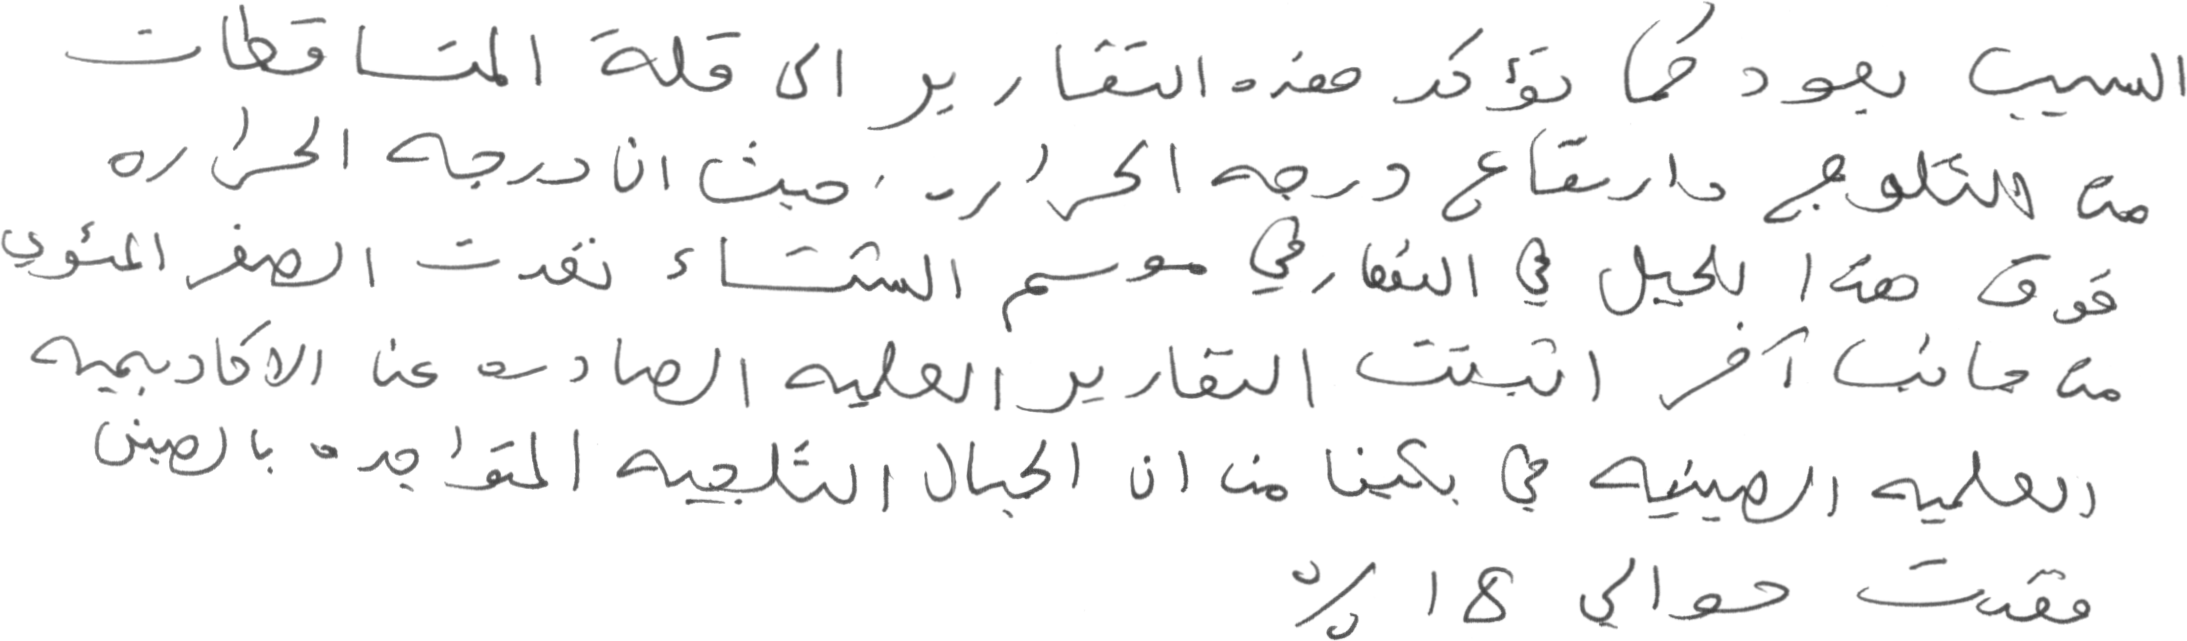 السبب يعود كما تؤكد هذه التقارير الى قلة المتساقطات
من الثلوج وارتفاع درجه الحراره ، حيث ان درجه الحراره
فوق هذا الجبل في موسم الشتاء تعدت الصفر المئوي
من جانب آخر اثبتت التقارير العلميه الصادره عن الاكاديميه
العلميه الصينيه في بكين من ان الجبال الثلجيه المتواجده بالصين
فقدت حوالي 18 %